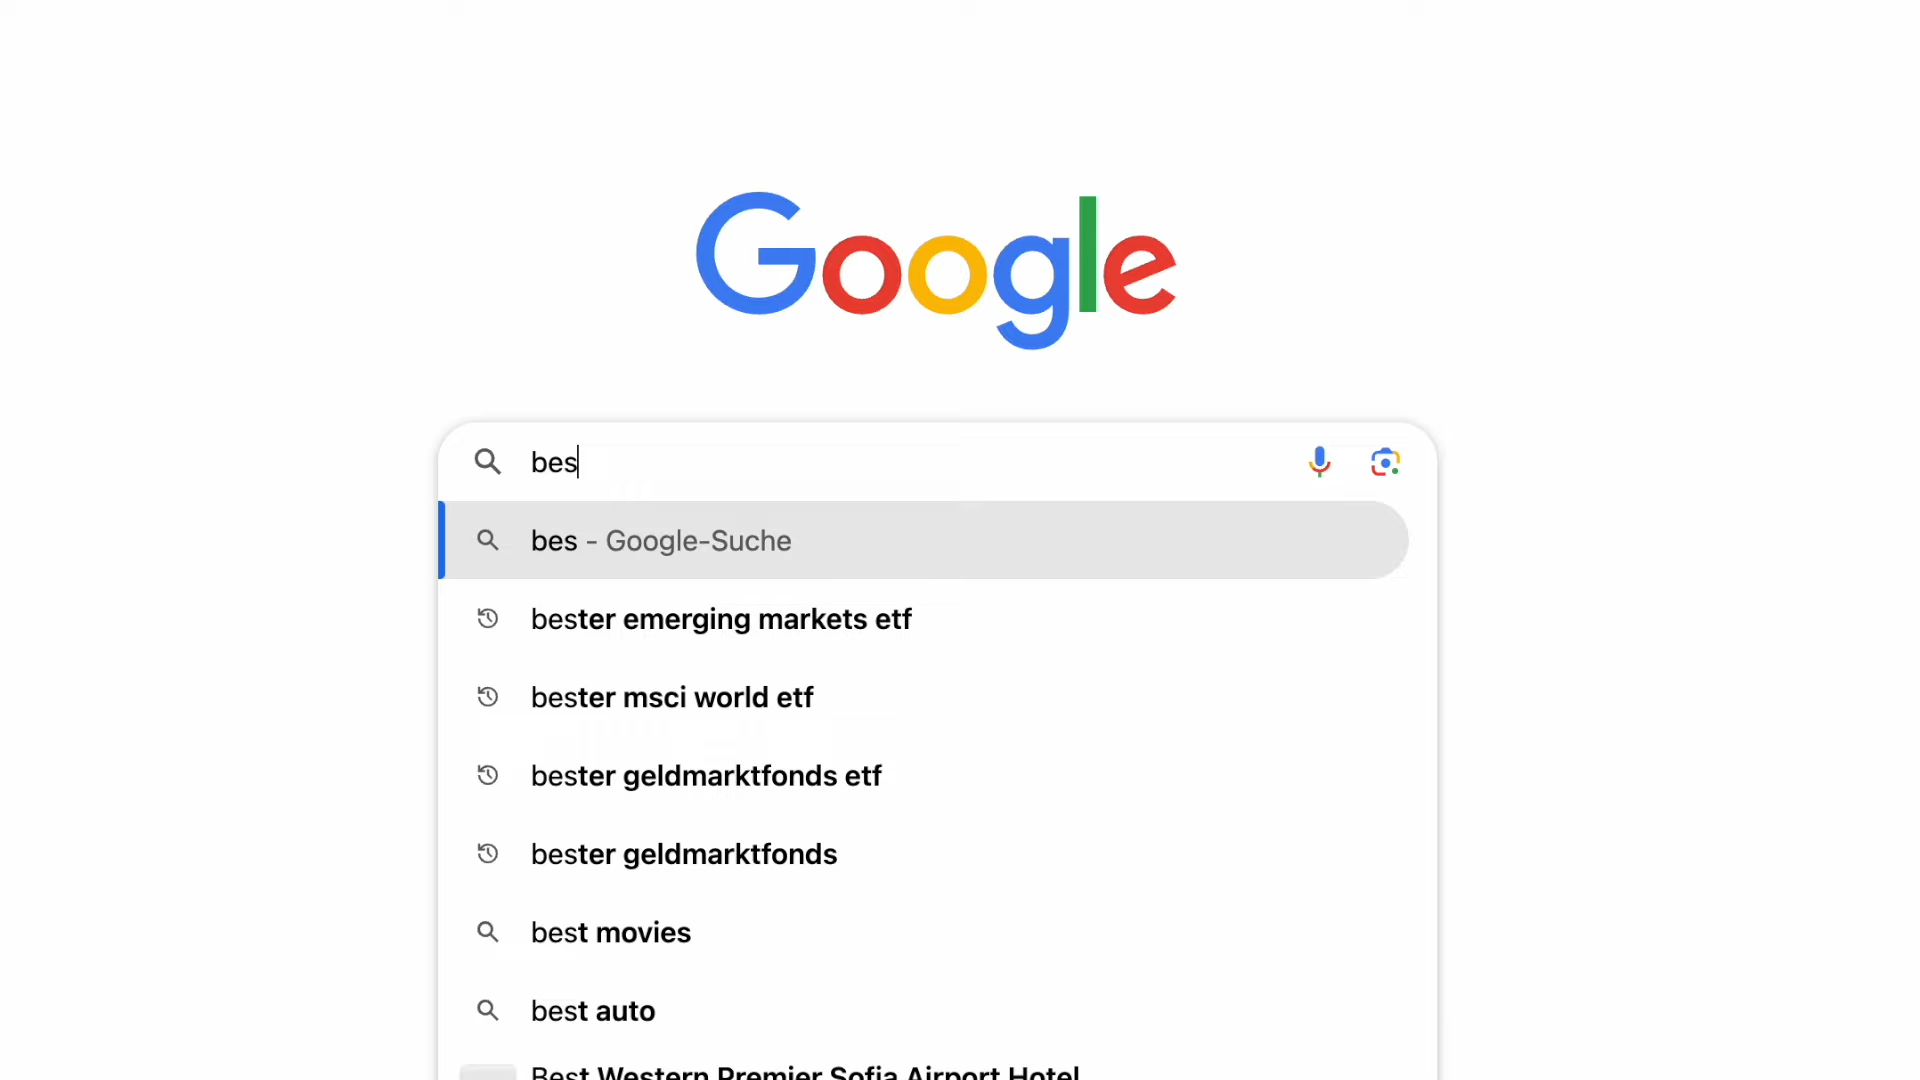 Google
bes
bes - Google-Suche
bester emerging markets etf
bester msci world etf
bester geldmarktfonds etf
bester geldmarktfonds
best movies
best auto
Best Western Premier Sofia Airport Hotel